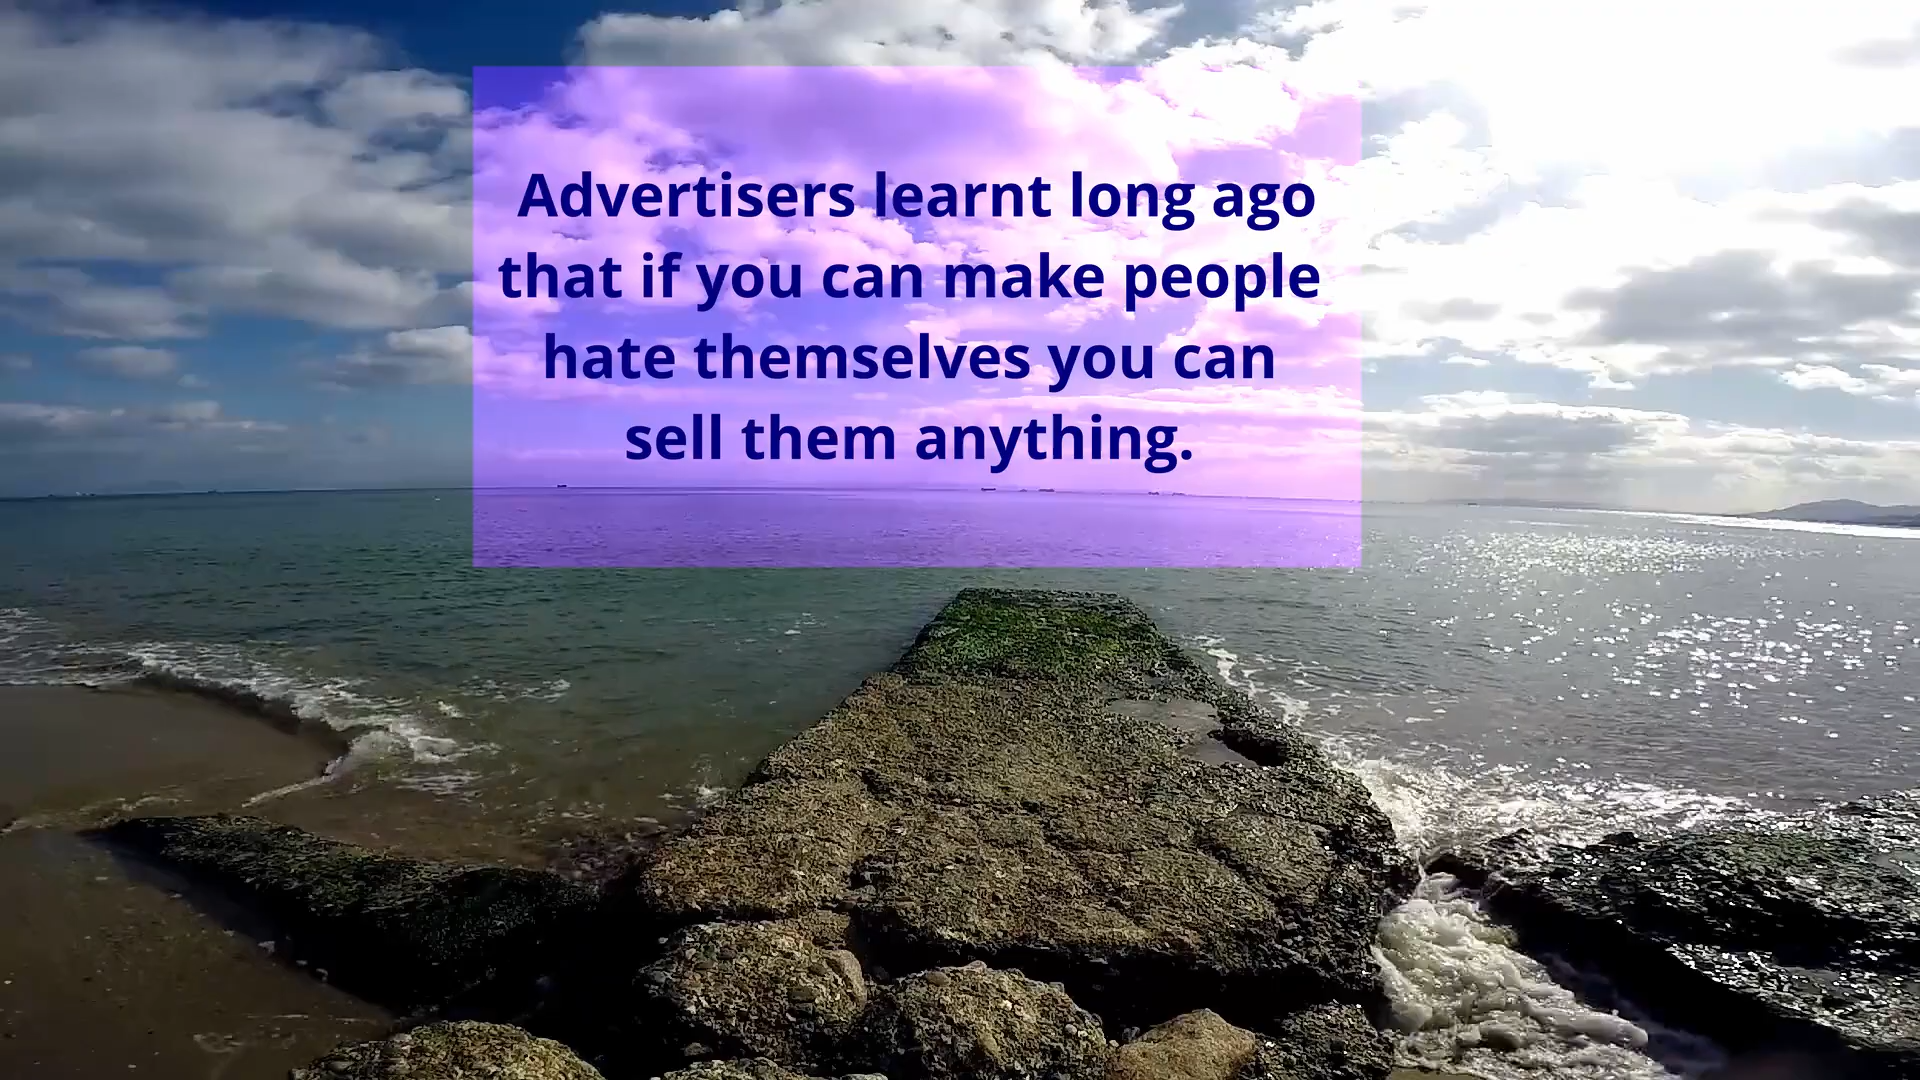 Advertisers learnt long ago
that if you can make people
hate themselves you can
sell them anything.